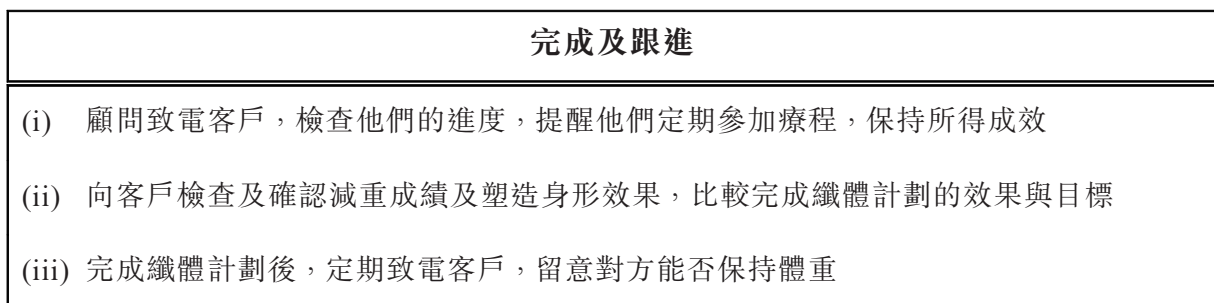 完成及跟進
(i) 顧問致電客戶，檢查他們的進度，提醒他們定期參加療程，保持所得成效
(ii) 向客戶檢查及確認減重成績及塑造身形效果，比較完成纖體計劃的效果與目標
(iii) 完成纖體計劃後，定期致電客戶，留意對方能否保持體重